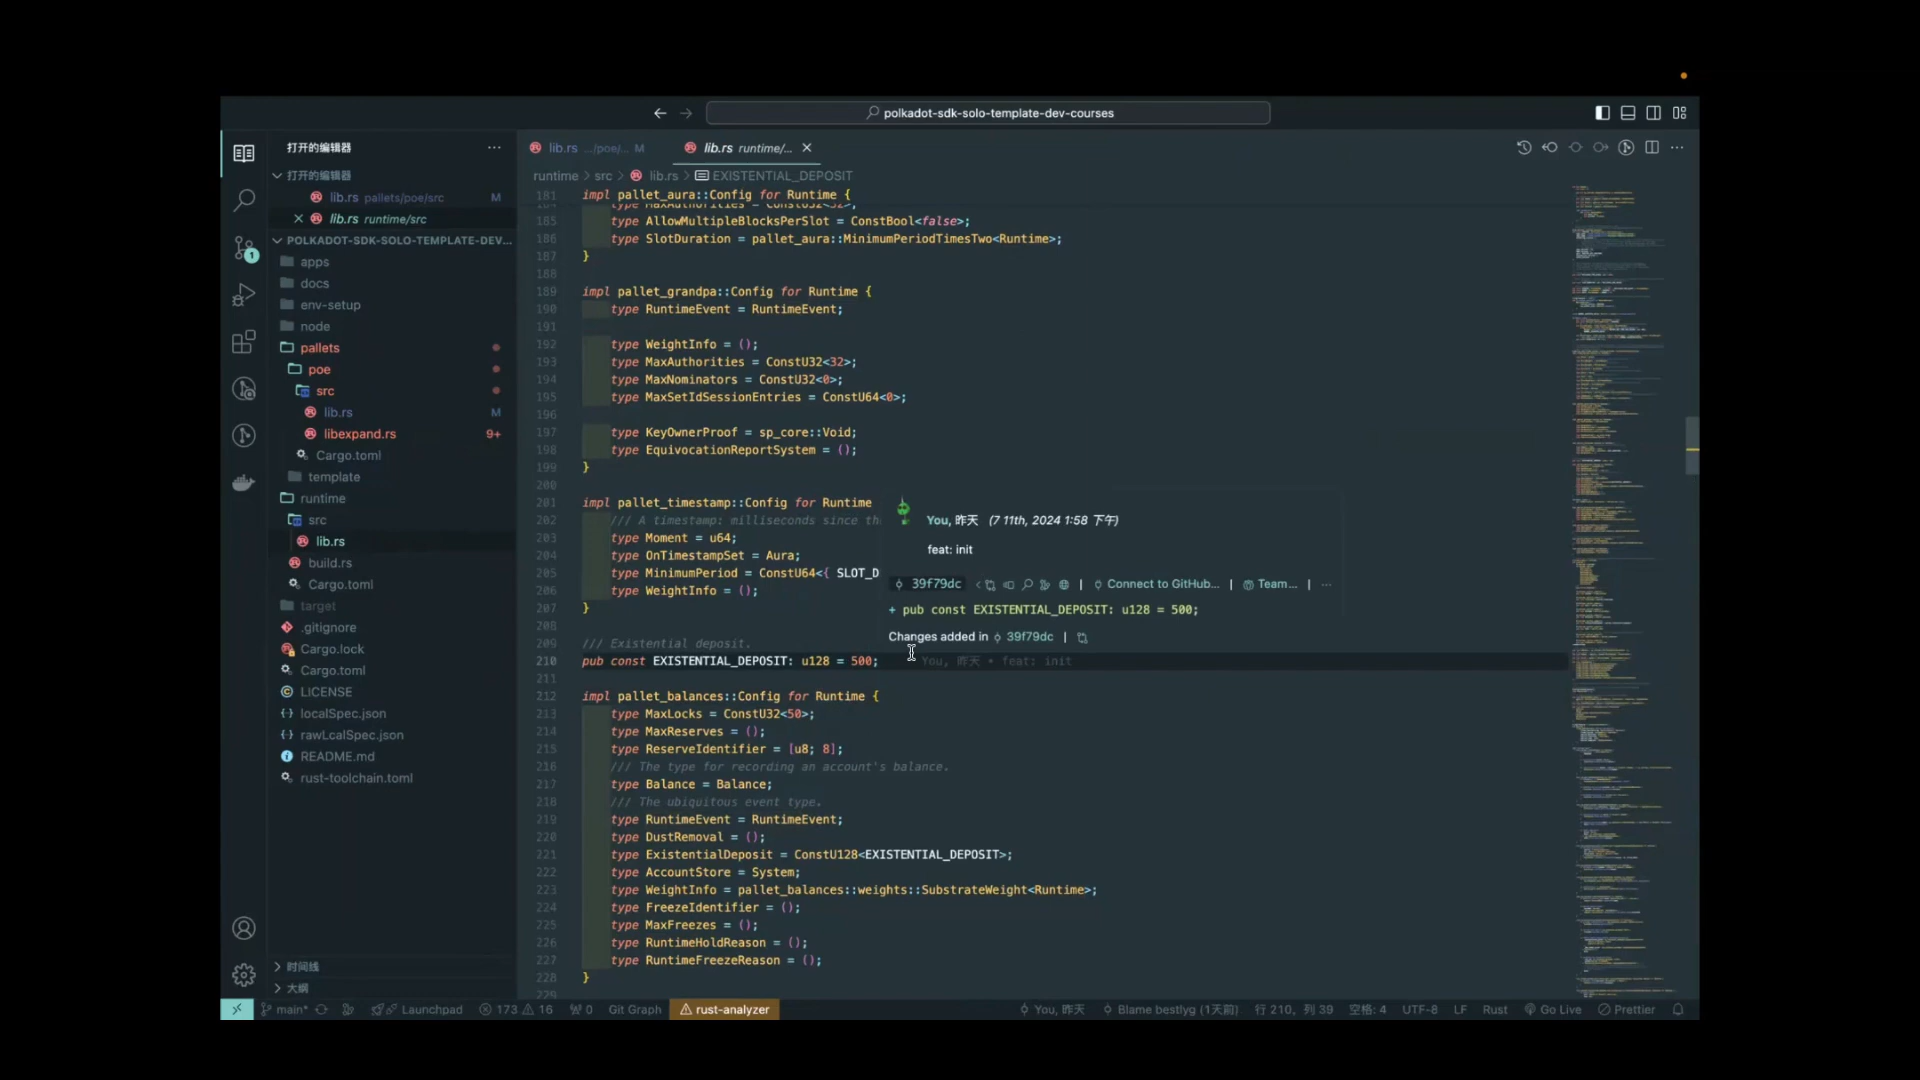 polkadot-sdk-solo-template-dev-courses
打开的编辑器
打开的编辑器
lib.rs pallets/poe/src M
lib.rs runtime/src
POLKADOT-SDK-SOLO-TEMPLATE-DEV...
apps
docs
env-setup
node
pallets
poe
src
lib.rs M
libexpand.rs 9+
Cargo.toml
template
runtime
src
lib.rs
build.rs
Cargo.toml
target
.gitignore
Cargo.lock
Cargo.toml
LICENSE
localSpec.json
rawLcalSpec.json
README.md
rust-toolchain.toml
时间线
大纲
1
lib.rs .../poe/... M
lib.rs runtime/...
runtime > src > lib.rs > EXISTENTIAL_DEPOSIT
181 impl pallet_aura::Config for Runtime {
type MaxAuthorities = ConstU32<32>;
185 type AllowMultipleBlocksPerSlot = ConstBool<false>;
186 type SlotDuration = pallet_aura::MinimumPeriodTimesTwo<Runtime>;
187 }
188
189 impl pallet_grandpa::Config for Runtime {
190 type RuntimeEvent = RuntimeEvent;
191
192 type WeightInfo = ();
193 type MaxAuthorities = ConstU32<32>;
194 type MaxNominators = ConstU32<0>;
195 type MaxSetIdSessionEntries = ConstU64<0>;
196
197 type KeyOwnerProof = sp_core::Void;
198 type EquivocationReportSystem = ();
199 }
200
201 impl pallet_timestamp::Config for Runtime
202 /// A timestamp: milliseconds since th
203 type Moment = u64;
204 type OnTimestampSet = Aura;
205 type MinimumPeriod = ConstU64<{ SLOT_D
206 type WeightInfo = ();
207 }
208
209 /// Existential deposit.
210 pub const EXISTENTIAL_DEPOSIT: u128 = 500; You, 昨天 • feat: init
211
212 impl pallet_balances::Config for Runtime {
213 type MaxLocks = ConstU32<50>;
214 type MaxReserves = ();
215 type ReserveIdentifier = [u8; 8];
216 /// The type for recording an account's balance.
217 type Balance = Balance;
218 /// The ubiquitous event type.
219 type RuntimeEvent = RuntimeEvent;
220 type DustRemoval = ();
221 type ExistentialDeposit = ConstU128<EXISTENTIAL_DEPOSIT>;
222 type AccountStore = System;
223 type WeightInfo = pallet_balances::weights::SubstrateWeight<Runtime>;
224 type FreezeIdentifier = ();
225 type MaxFreezes = ();
226 type RuntimeHoldReason = ();
227 type RuntimeFreezeReason = ();
228 }
229
You, 昨天 (7 11th, 2024 1:58 下午)
feat: init
39f79dc | Connect to GitHub... | Team... | ...
+ pub const EXISTENTIAL_DEPOSIT: u128 = 500;
Changes added in 39f79dc |
main* Launchpad 173 16 0 Git Graph rust-analyzer You, 昨天 Blame bestlyg (1天前) 行 210, 列 39 空格: 4 UTF-8 LF Rust Go Live Prettier